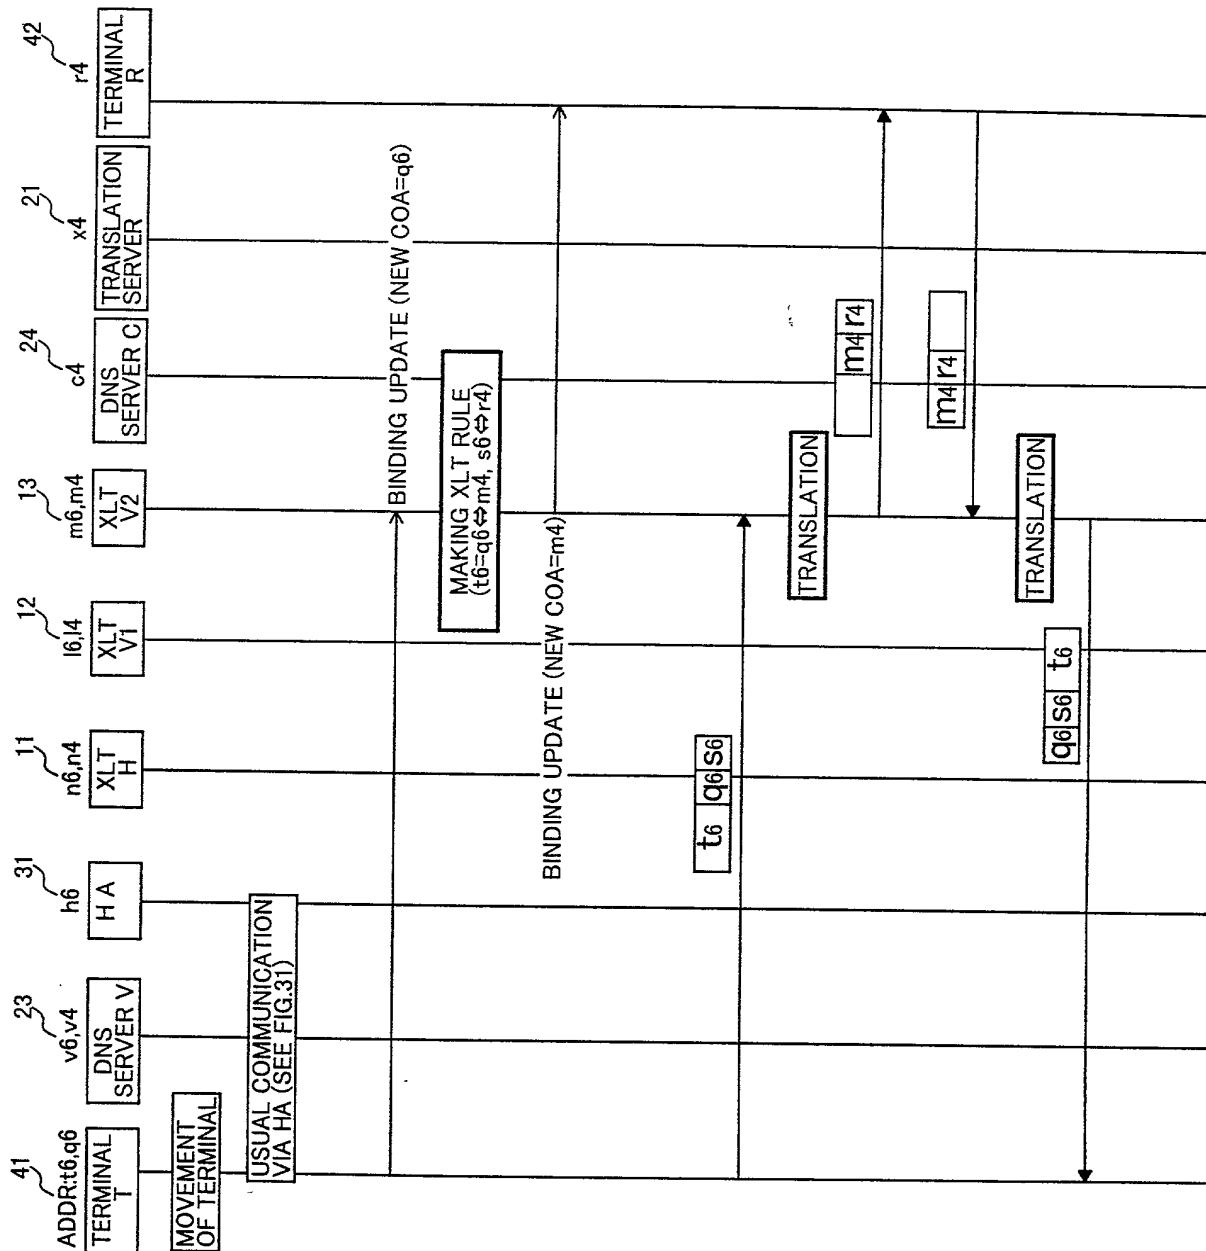 41
ADDR:t6,q6
TERMINAL
T
23
v6,v4
DNS
SERVER V
31
h6
H A
11
n6,n4
XLT
H
12
l6,l4
XLT
V1
13
m6,m4
XLT
V2
24
c4
DNS
SERVER C
21
x4
TRANSLATION
SERVER
42
r4
TERMINAL
R
MOVEMENT
OF TERMINAL
USUAL COMMUNICATION
VIA HA (SEE FIG.31)
BINDING UPDATE (NEW COA=q6)
MAKING XLT RULE
(t6=q6⇔m4, s6⇔r4)
BINDING UPDATE (NEW COA=m4)
t6 q6 s6
TRANSLATION
m4 r4
m4 r4
TRANSLATION
q6 s6 t6